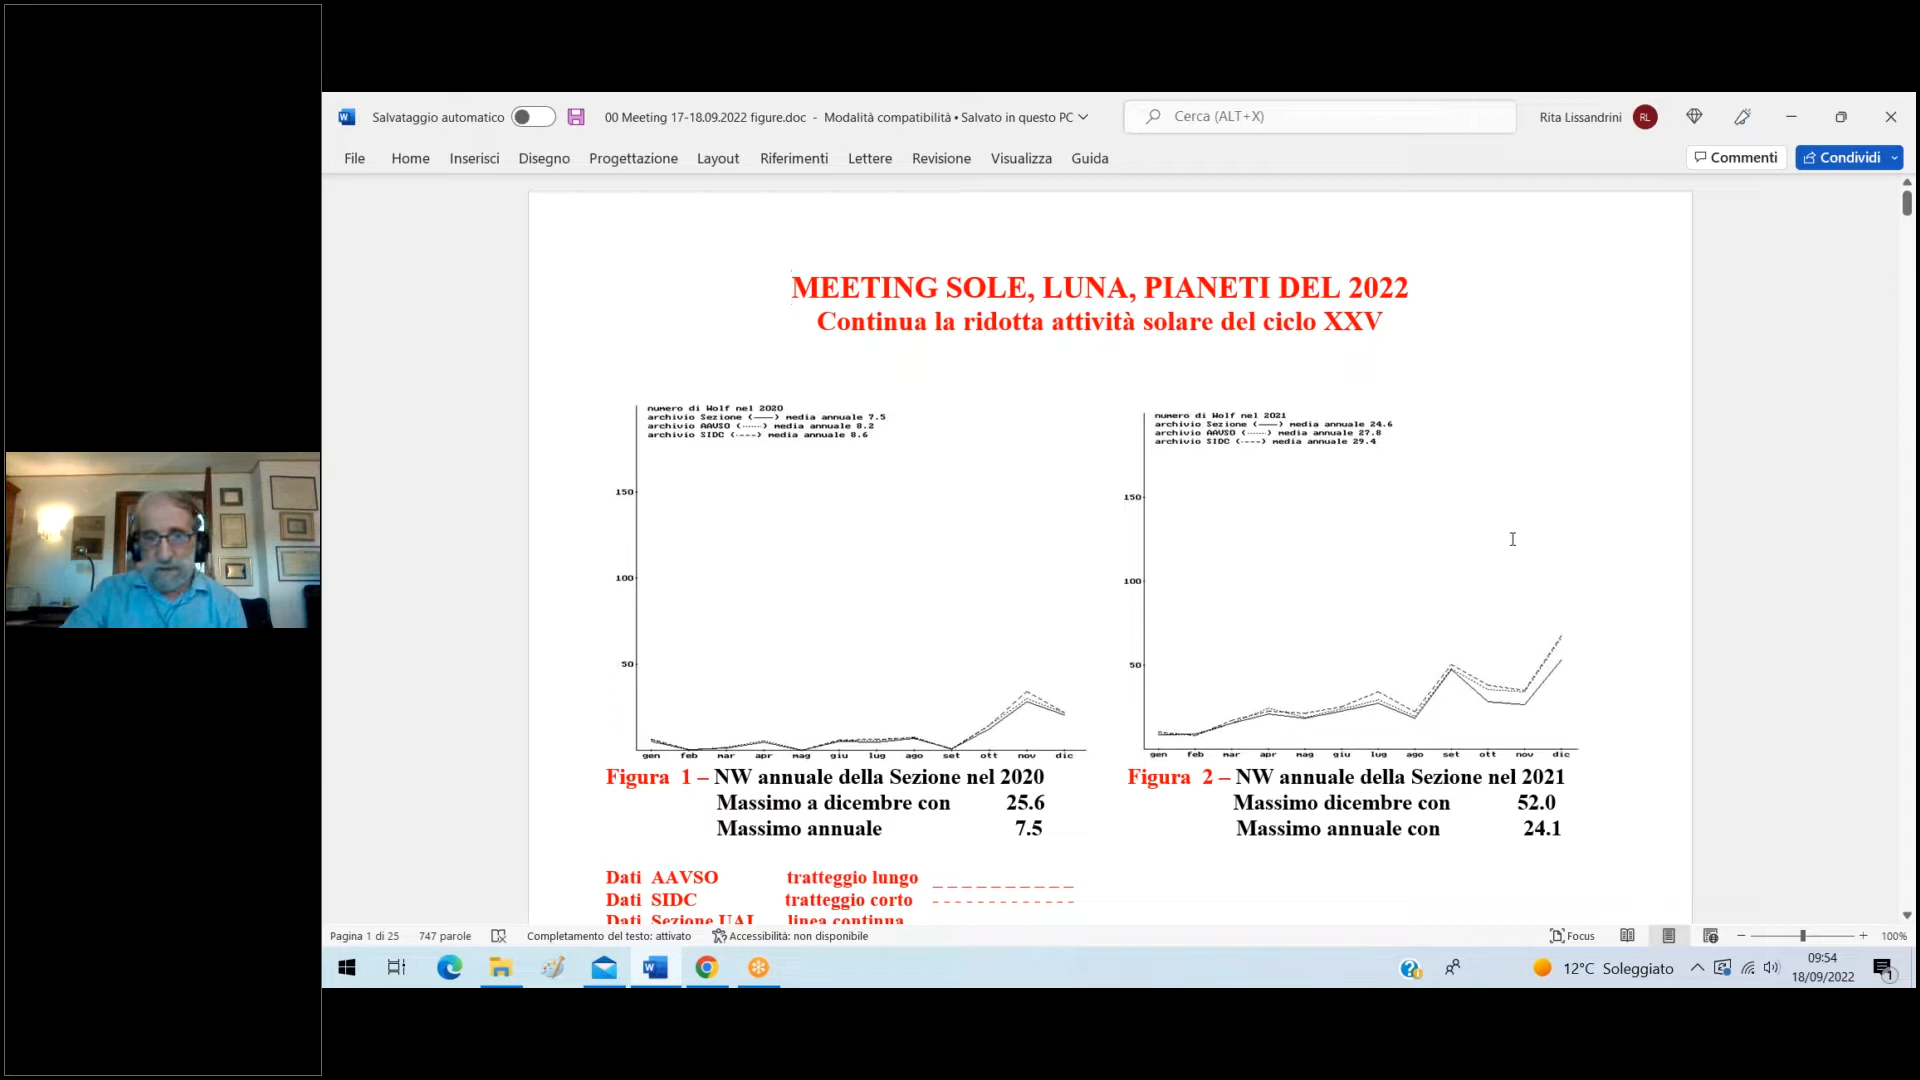 Salvataggio automatico
00 Meeting 17-18.09.2022 figure.doc - Modalità compatibilità • Salvato in questo PC
Cerca (ALT+X)
Rita Lissandrini
RL
File Home Inserisci Disegno Progettazione Layout Riferimenti Lettere Revisione Visualizza Guida
Commenti
Condividi
MEETING SOLE, LUNA, PIANETI DEL 2022
Continua la ridotta attività solare del ciclo XXV
numero di Wolf nel 2020
archivio Sezione (——) media annuale 7.5
archivio AAVSO (······) media annuale 8.2
archivio SIDC (----) media annuale 8.6
150
100
50
gen feb mar apr mag giu lug ago set ott nov dic
numero di Wolf nel 2021
archivio Sezione (——) media annuale 24.6
archivio AAVSO (······) media annuale 27.8
archivio SIDC (----) media annuale 29.4
150
100
50
gen feb mar apr mag giu lug ago set ott nov dic
Figura 1 – NW annuale della Sezione nel 2020
Massimo a dicembre con 25.6
Massimo annuale 7.5
Figura 2 – NW annuale della Sezione nel 2021
Massimo dicembre con 52.0
Massimo annuale con 24.1
Dati AAVSO tratteggio lungo _ _ _ _ _ _ _ _ _ _
Dati SIDC tratteggio corto - - - - - - - - - - - - -
Dati Sezione UAI linea continua
Pagina 1 di 25
747 parole
Completamento del testo: attivato
Accessibilità: non disponibile
Focus
100%
12°C Soleggiato
09:54
18/09/2022
1